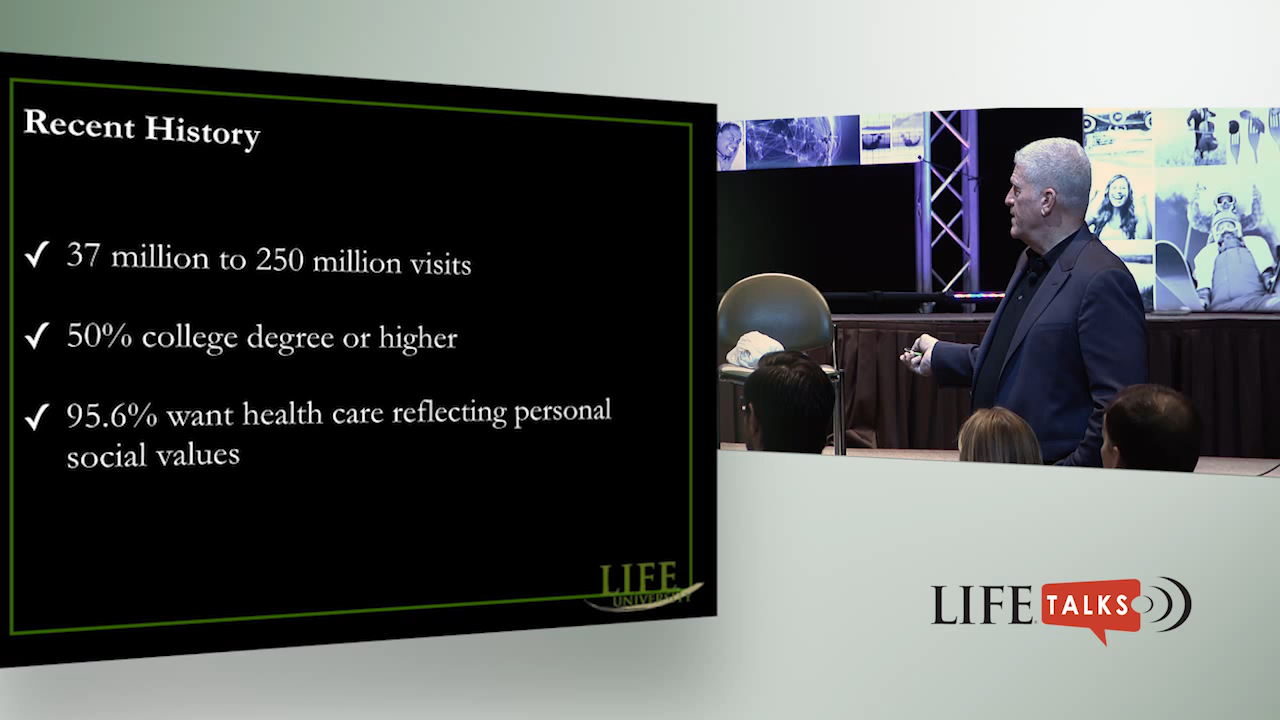 Recent History
✓ 37 million to 250 million visits
✓ 50% college degree or higher
✓ 95.6% want health care reflecting personal
social values
LIFE
UNIVERSITY
LIFE TALKS